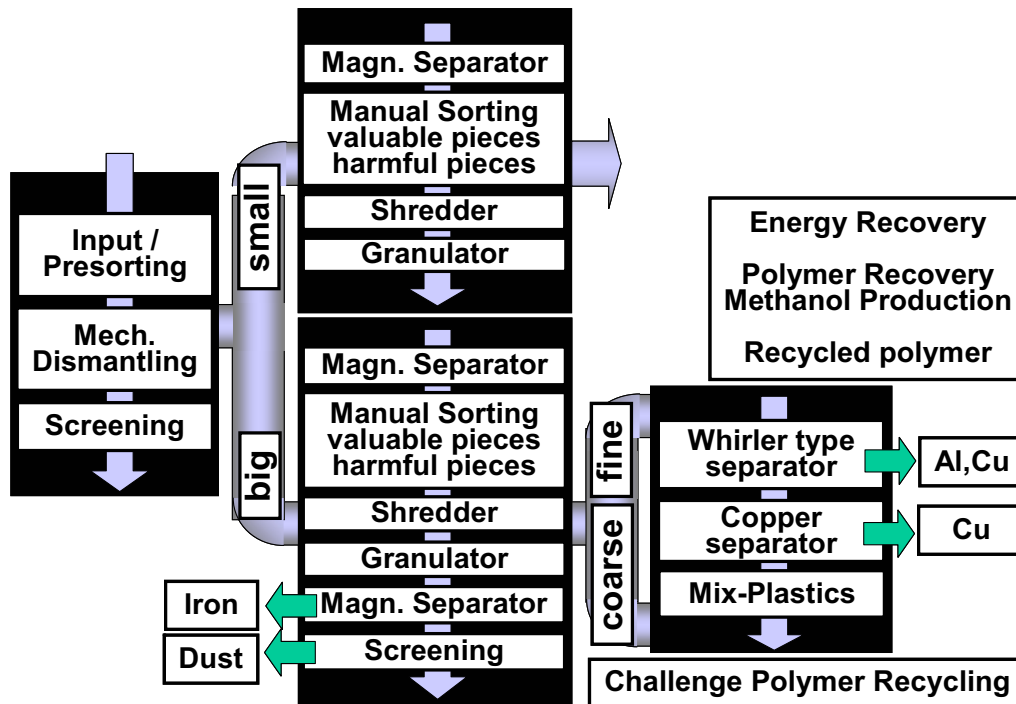 Input /
Presorting
Mech.
Dismantling
Screening
small
big
Magn. Separator
Manual Sorting
valuable pieces
harmful pieces
Shredder
Granulator
Magn. Separator
Manual Sorting
valuable pieces
harmful pieces
Shredder
Granulator
Magn. Separator
Screening
Iron
Dust
fine
coarse
Whirler type
separator
Copper
separator
Mix-Plastics
Al,Cu
Cu
Energy Recovery
Polymer Recovery
Methanol Production
Recycled polymer
Challenge Polymer Recycling